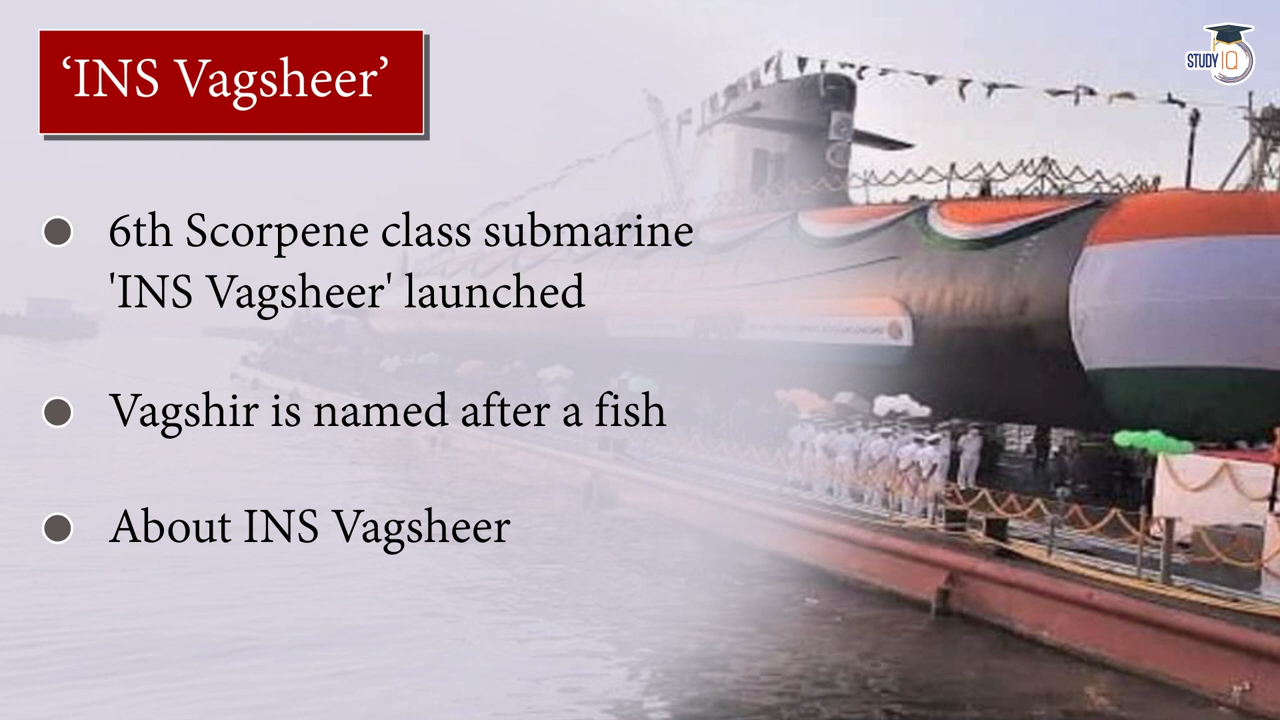 ‘INS Vagsheer’
STUDY IQ
6th Scorpene class submarine
'INS Vagsheer' launched
Vagshir is named after a fish
About INS Vagsheer